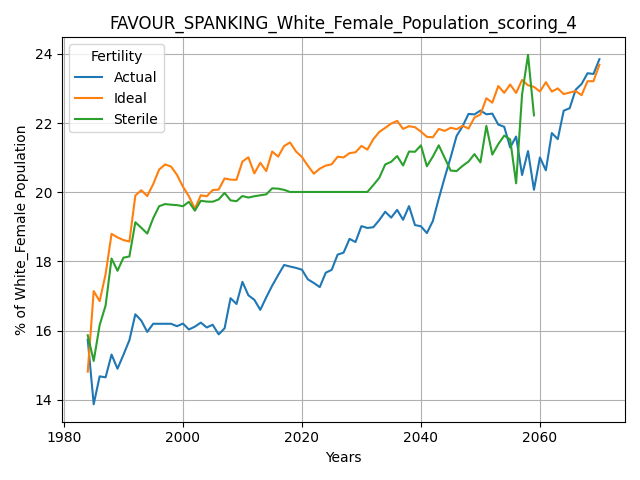 FAVOUR_SPANKING_White_Female_Population_scoring_4
Fertility
Actual
Ideal
Sterile
% of White_Female Population
24
22
20
18
16
14
1980
2000
2020
2040
2060
Years